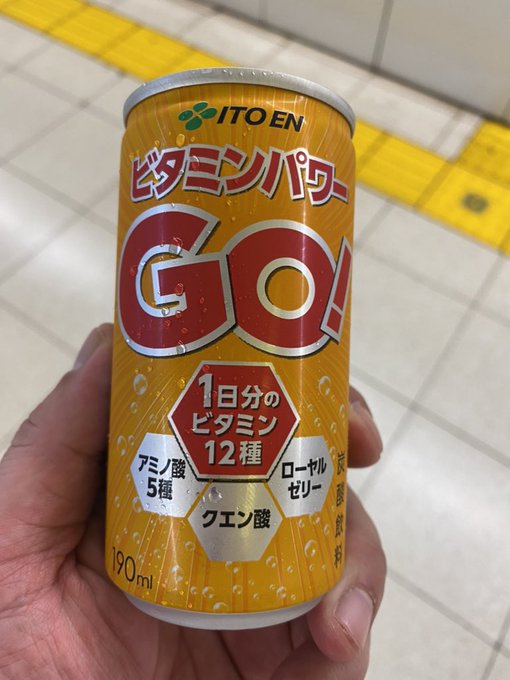 ITO EN
ビタミンパワー
GO!
1日分の
ビタミン
12種
アミノ酸
5種
ローヤル
ゼリー
クエン酸
炭酸飲料
190ml